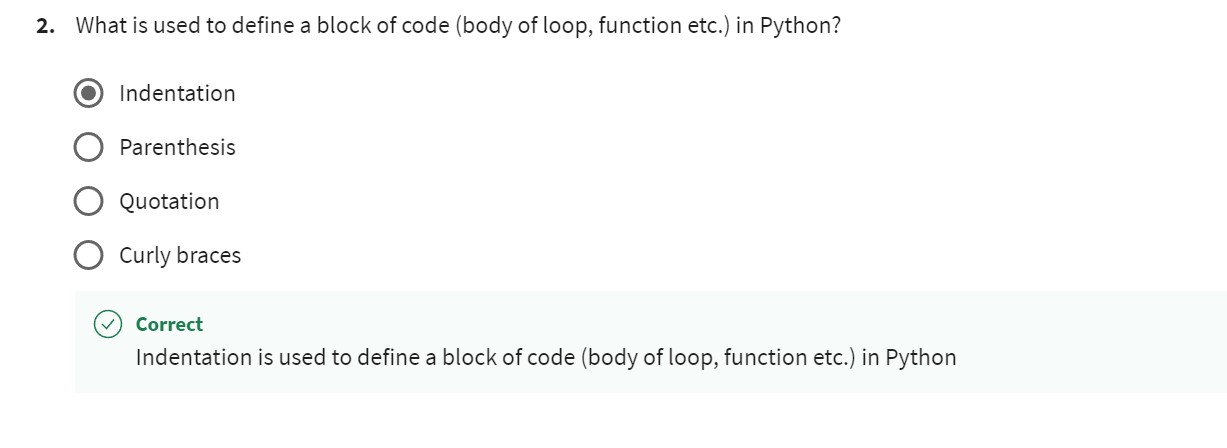 2. What is used to define a block of code (body of loop, function etc.) in Python?
Indentation
Parenthesis
Quotation
Curly braces
Correct
Indentation is used to define a block of code (body of loop, function etc.) in Python